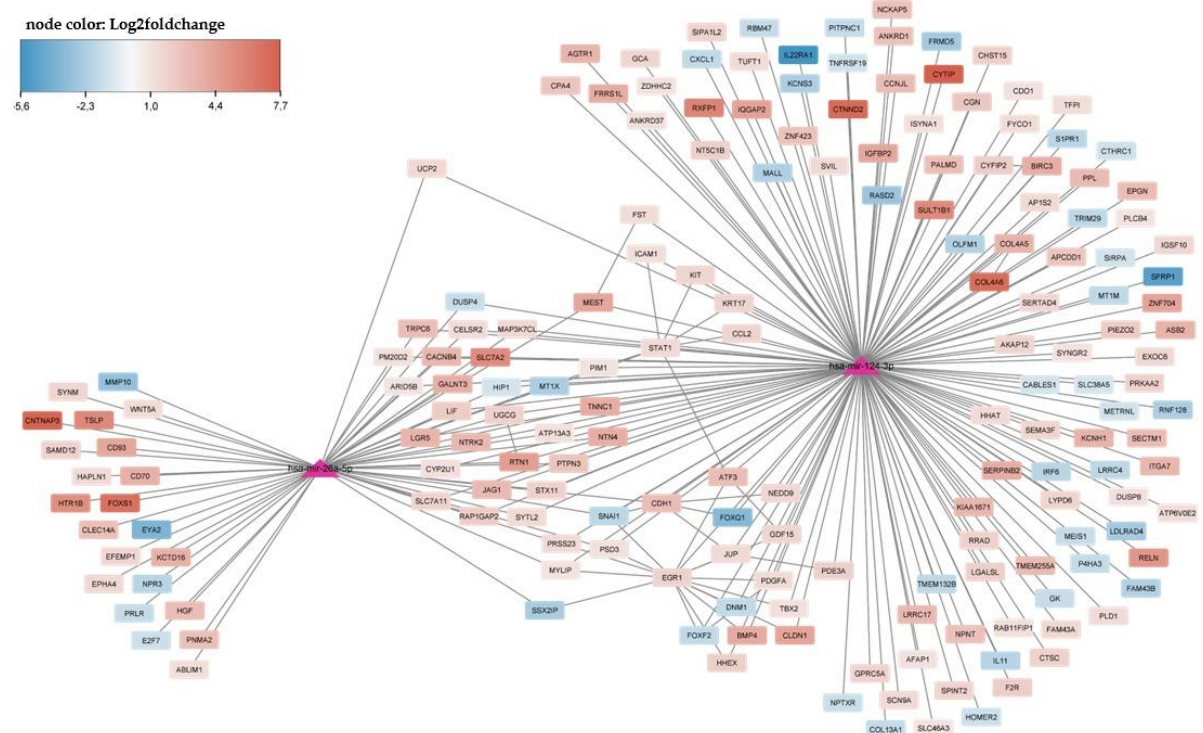 node color: Log2foldchange
-5,6 -2,3 1,0 4,4 7,7
NCKAP5
SIPA1L2
RBM47
PITPNC1
ANKRD1
FRMD5
AGTR1
GCA
CXCL1
TUFT1
IL22RA1
TNFRSF19
CHST15
CPA4
FRRS1L
ZDHHC2
KCNS3
CCNJL
CYTIP
CDO1
RXFP1
IQGAP2
CTNND2
CGN
TFPI
ANKRD37
ISYNA1
FYCO1
ZNF423
S1PR1
NT5C1B
IGFBP2
CTHRC1
UCP2
MALL
SVIL
PALMD
CYFIP2
BIRC3
PPL
RASD2
EPGN
FST
SULT1B1
AP1S2
TRIM29
PLCB4
ICAM1
OLFM1
COL4A5
APCDD1
SIRPA
IGSF10
KIT
COL4A6
SFRP1
DUSP4
MEST
KRT17
SERTAD4
MT1M
ZNF704
TRPC6
CELSR2
MAP3K7CL
CCL2
PIEZO2
ASB2
STAT1
AKAP12
SYNGR2
EXOC6
PM20D2
CACNB4
SLC7A2
hsa-mir-124-3p
PIM1
MMP10
ARID5B
GALNT3
HIP1
MT1X
CABLES1
SLC38A5
PRKAA2
SYNM
WNT5A
LIF
UGCG
TNNC1
HHAT
METRNL
RNF128
CNTNAP3
TSLP
LGR5
NTRK2
ATP13A3
NTN4
SEMA3F
KCNH1
SECTM1
SAMD12
CD93
hsa-mir-26a-5p
CYP2U1
RTN1
PTPN3
SERPINB2
IRF6
LRRC4
ITGA7
HAPLN1
CD70
JAG1
STX11
ATF3
NEDD9
LYPD6
DUSP8
HTR1B
FOXS1
SLC7A11
CDH1
KIAA1671
ATP6V0E2
RAP1GAP2
SYTL2
SNAI1
FOXQ1
CLEC14A
EYA2
GDF15
RRAD
MEIS1
LDLRAD4
PRSS23
PSD3
JUP
RELN
EFEMP1
KCTD16
MYLIP
PDE3A
LGALSL
TMEM255A
P4HA3
EPHA4
NPR3
EGR1
PDGFA
TMEM132B
FAM43B
GK
PRLR
HGF
SSX2IP
DNM1
TBX2
LRRC17
PLD1
E2F7
PNMA2
FOXF2
BMP4
CLDN1
NPNT
RAB11FIP1
FAM43A
ABLIM1
HHEX
AFAP1
IL11
CTSC
GPRC5A
F2R
SPINT2
NPTXR
SCN9A
HOMER2
COL13A1
SLC46A3